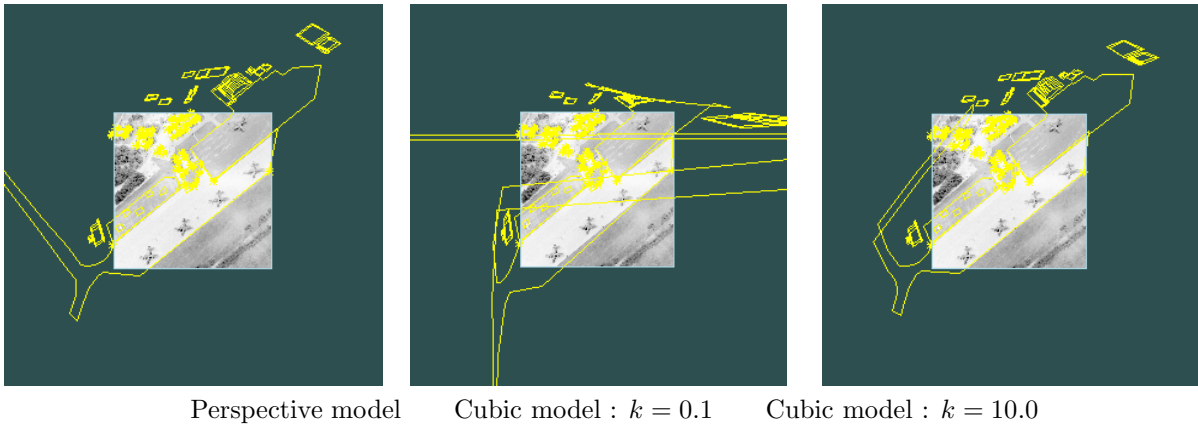 Perspective model Cubic model : k = 0.1 Cubic model : k = 10.0